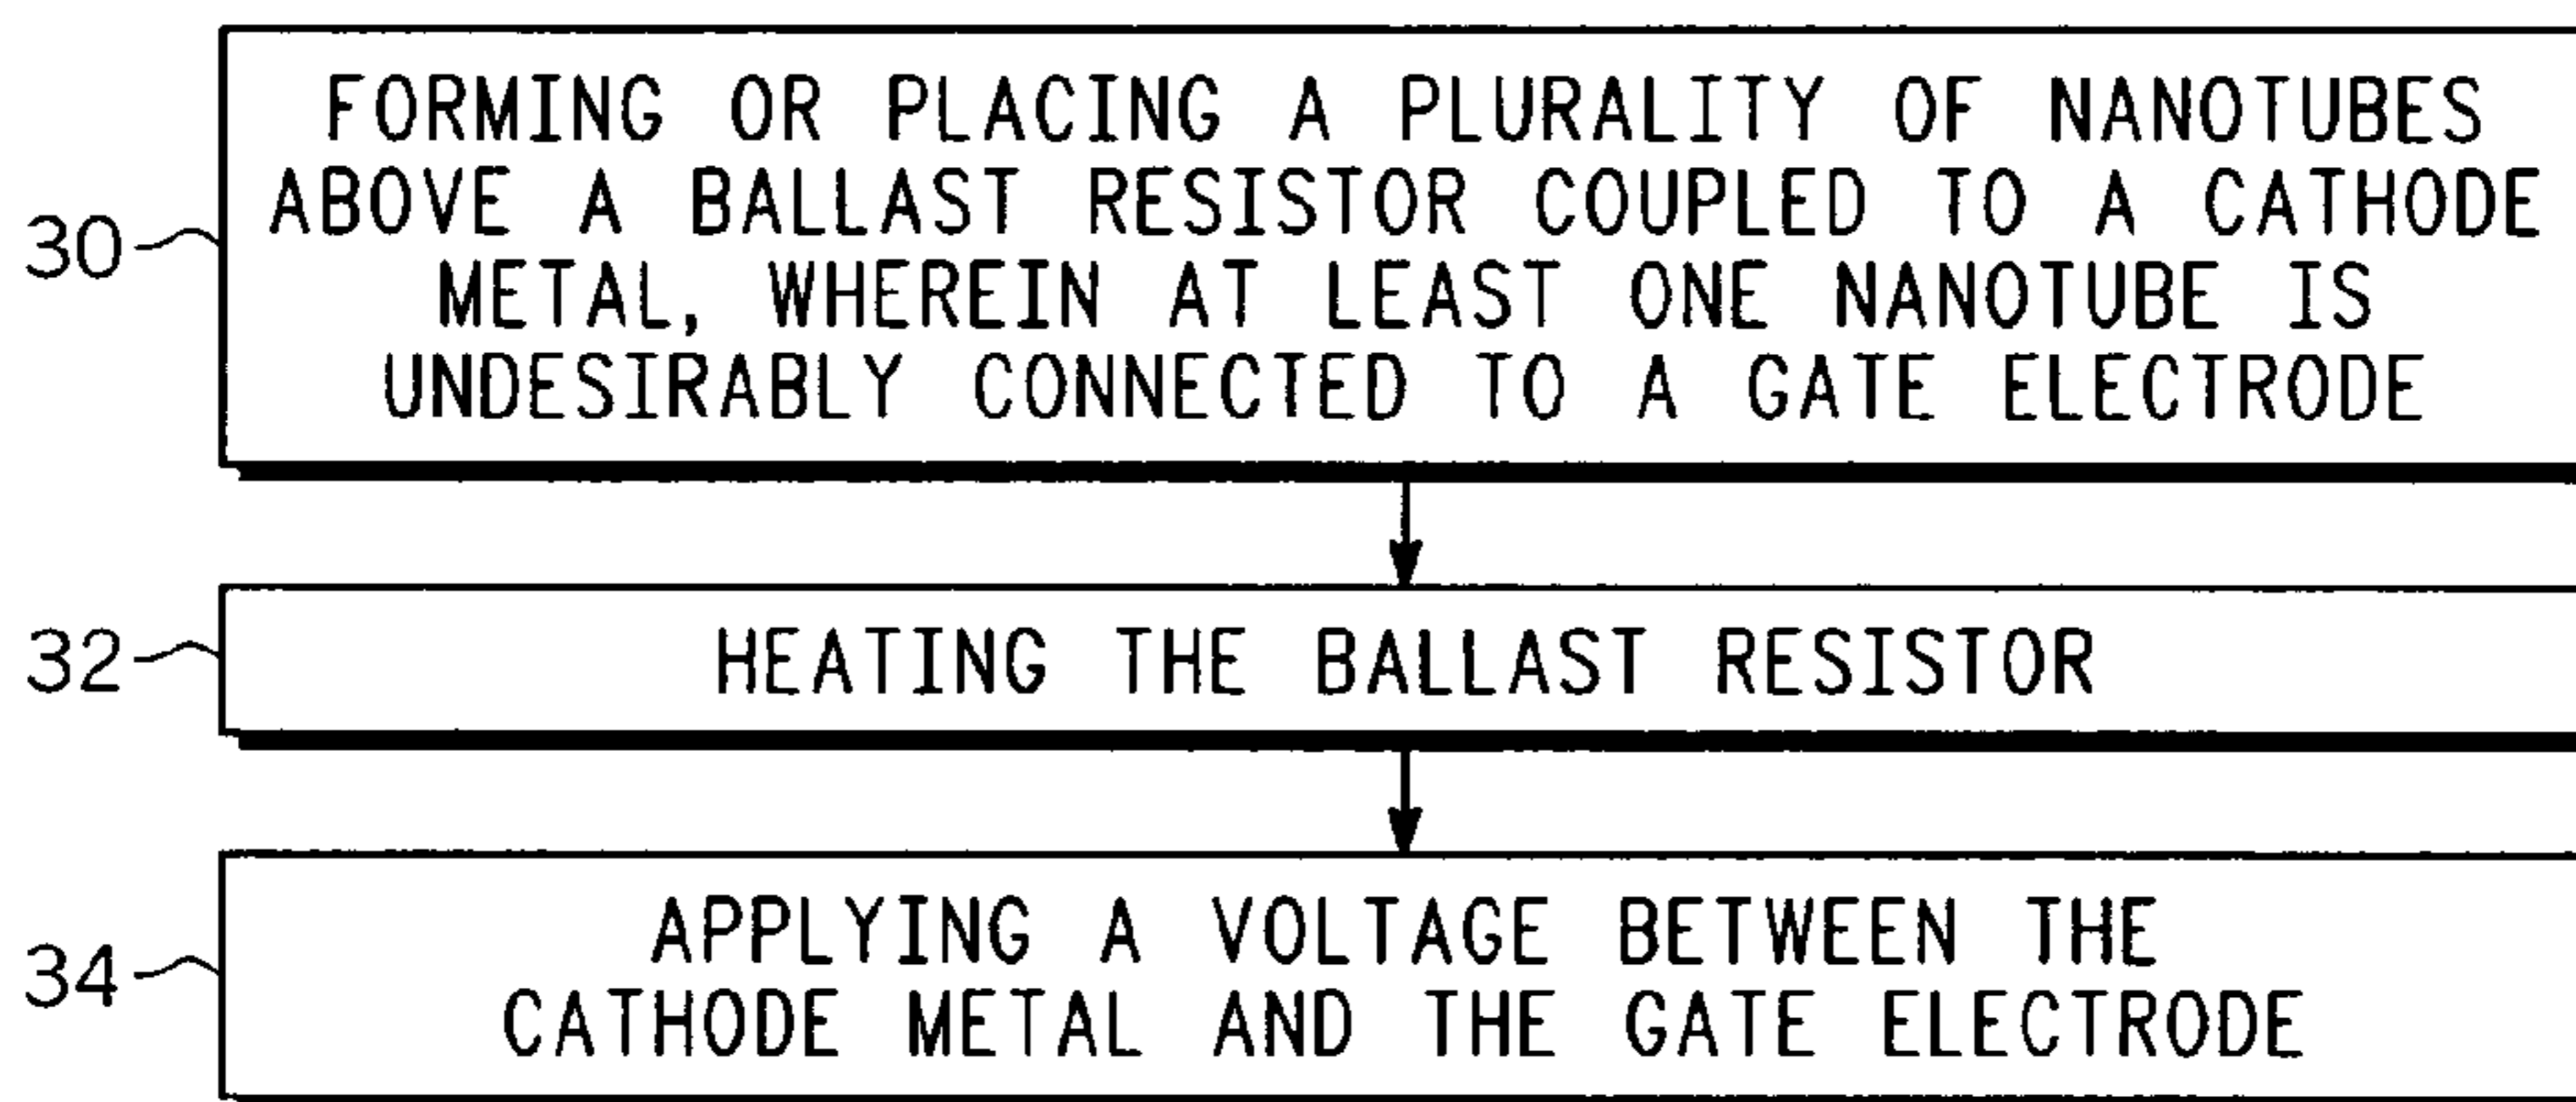 FORMING OR PLACING A PLURALITY OF NANOTUBES
ABOVE A BALLAST RESISTOR COUPLED TO A CATHODE
30
METAL, WHEREIN AT LEAST ONE NANOTUBE IS
UNDESIRABLY CONNECTED TO A GATE ELECTRODE
32
HEATING THE BALLAST RESISTOR
34
APPLYING A VOLTAGE BETWEEN THE
CATHODE METAL AND THE GATE ELECTRODE